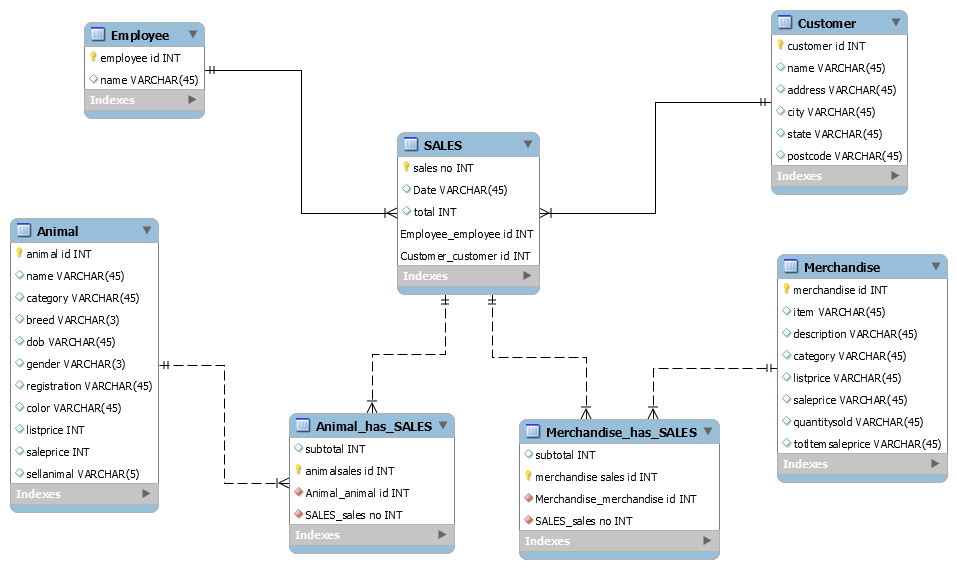 Employee
employee id INT
name VARCHAR(45)
Indexes
Customer
customer id INT
name VARCHAR(45)
address VARCHAR(45)
city VARCHAR(45)
state VARCHAR(45)
postcode VARCHAR(45)
Indexes
SALES
sales no INT
Date VARCHAR(45)
total INT
Employee_employee id INT
Customer_customer id INT
Indexes
Animal
animal id INT
name VARCHAR(45)
category VARCHAR(45)
breed VARCHAR(3)
dob VARCHAR(45)
gender VARCHAR(3)
registration VARCHAR(45)
color VARCHAR(45)
listprice INT
saleprice INT
sellanimal VARCHAR(5)
Indexes
Merchandise
merchandise id INT
item VARCHAR(45)
description VARCHAR(45)
category VARCHAR(45)
listprice VARCHAR(45)
saleprice VARCHAR(45)
quantitysold VARCHAR(45)
totItemsaleprice VARCHAR(45)
Indexes
Animal_has_SALES
subtotal INT
animalsales id INT
Animal_animal id INT
SALES_sales no INT
Indexes
Merchandise_has_SALES
subtotal INT
merchandise sales id INT
Merchandise_merchandise id INT
SALES_sales no INT
Indexes